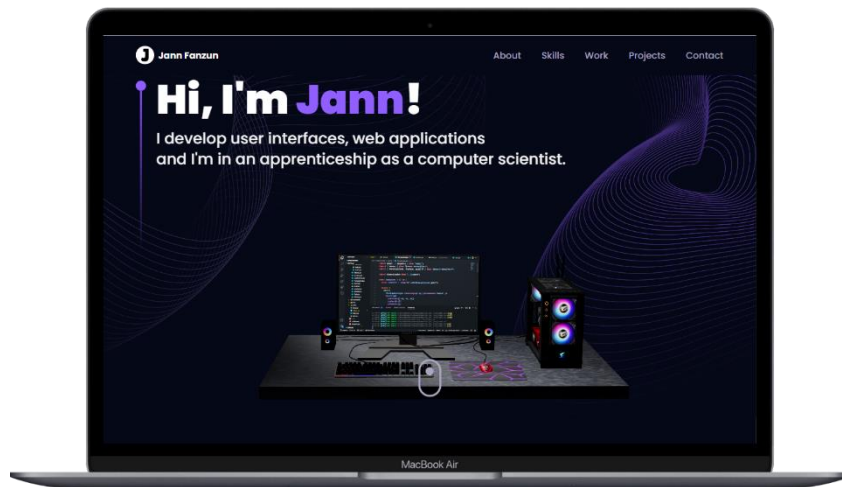 J Jann Fanzun
About Skills Work Projects Contact
Hi, I'm Jann!
I develop user interfaces, web applications
and I'm in an apprenticeship as a computer scientist.
MacBook Air